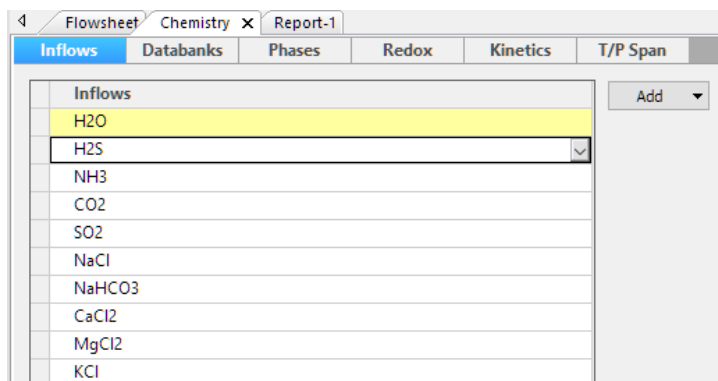 Flowsheet Chemistry x Report-1
Inflows Databanks Phases Redox Kinetics T/P Span
Inflows
Add
H2O
H2S
NH3
CO2
SO2
NaCl
NaHCO3
CaCl2
MgCl2
KCl